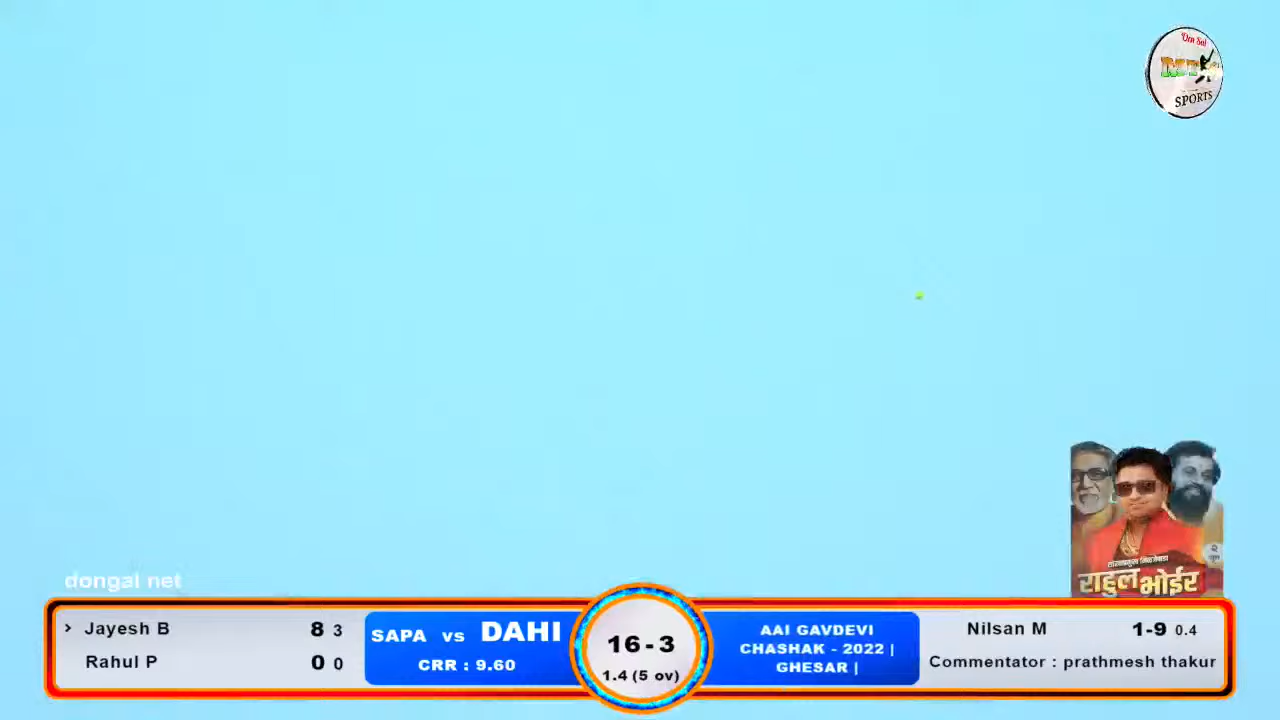 Om Sai
SPORTS
राहुल भोईर
dongal net
› Jayesh B 8 3
Rahul P 0 0
SAPA vs DAHI
CRR : 9.60
16-3
1.4 (5 ov)
AAI GAVDEVI
CHASHAK - 2022 |
GHESAR |
Nilsan M 1-9 0.4
Commentator : prathmesh thakur